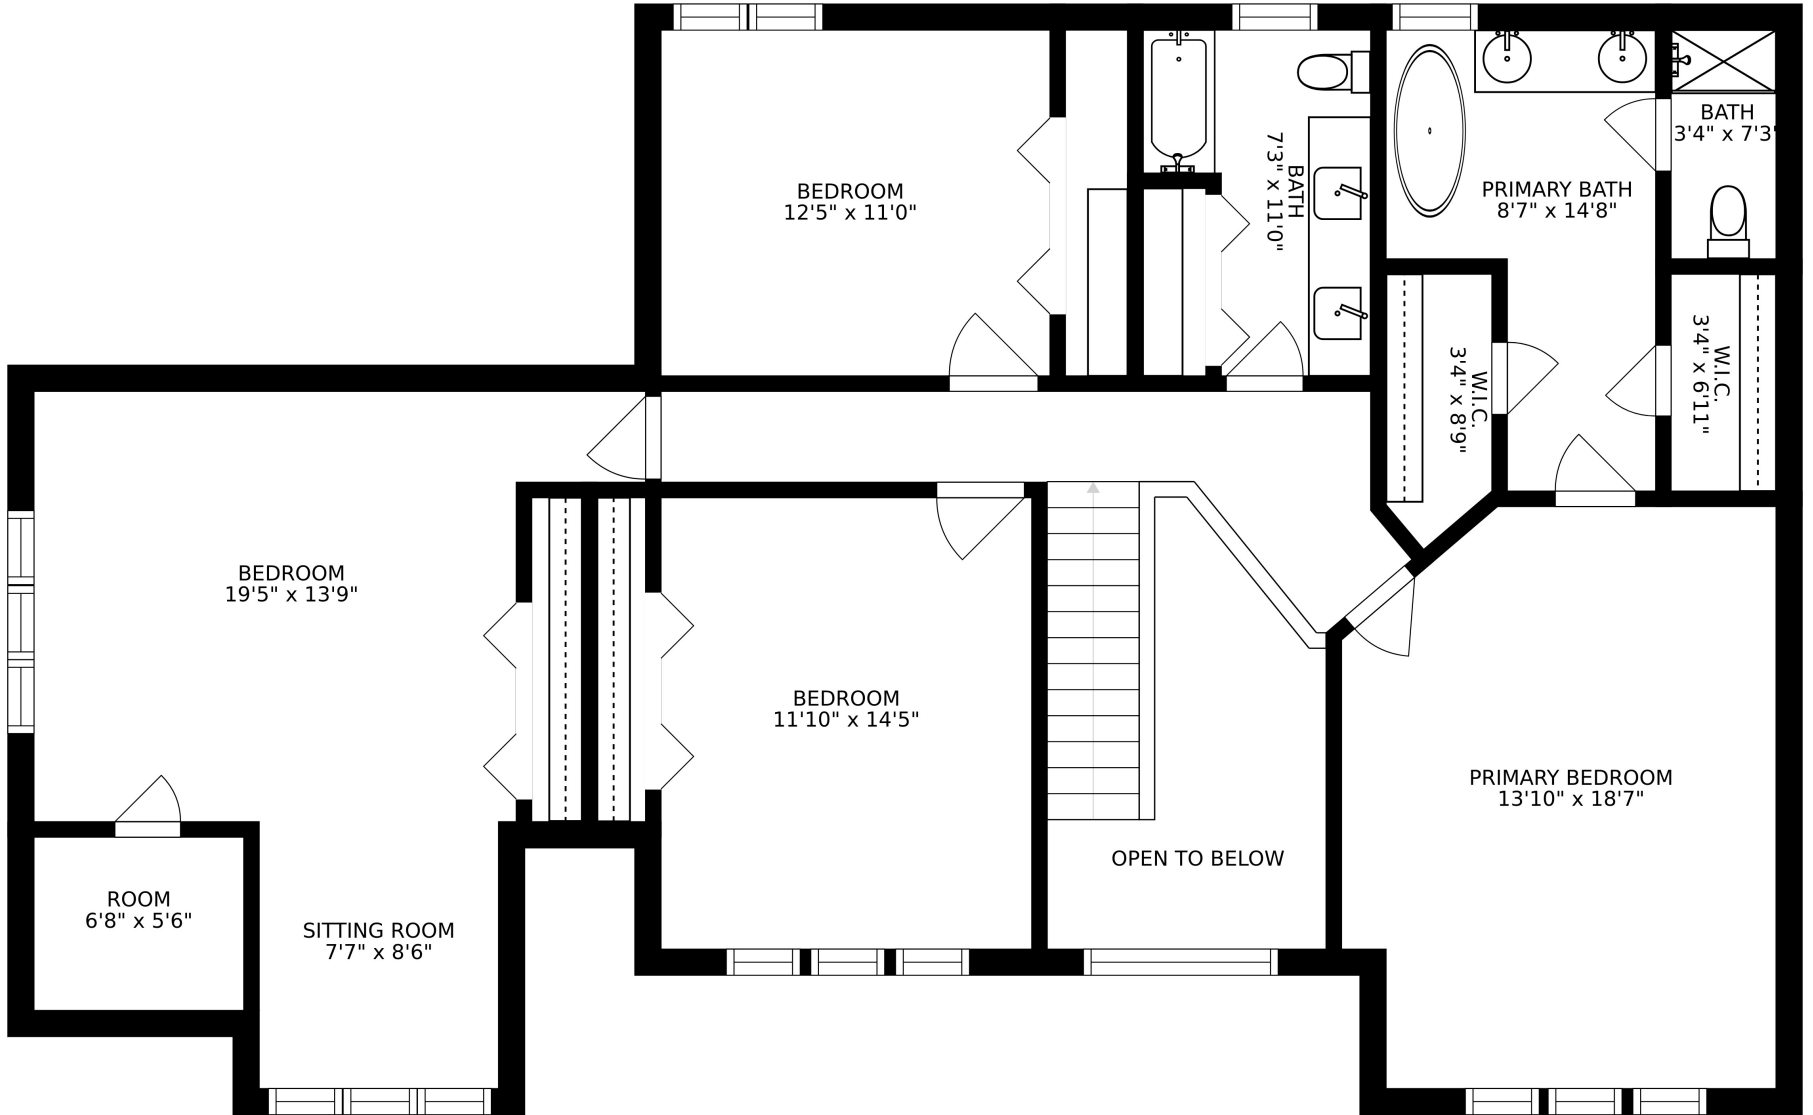 BEDROOM
12'5" x 11'0"
BATH
7'3" x 11'0"
PRIMARY BATH
8'7" x 14'8"
BATH
3'4" x 7'3"
W.I.C.
3'4" x 8'9"
W.I.C.
3'4" x 6'11"
BEDROOM
19'5" x 13'9"
BEDROOM
11'10" x 14'5"
PRIMARY BEDROOM
13'10" x 18'7"
OPEN TO BELOW
ROOM
6'8" x 5'6"
SITTING ROOM
7'7" x 8'6"